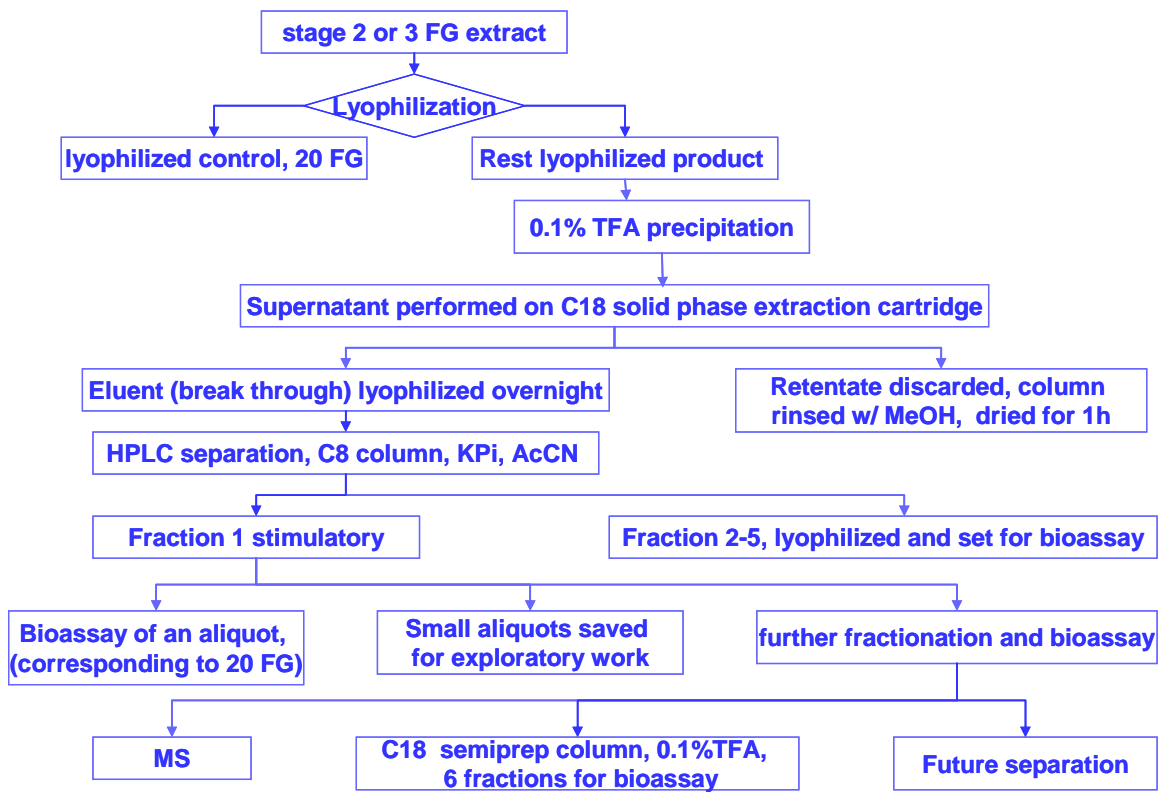 stage 2 or 3 FG extract
Lyophilization
lyophilized control, 20 FG
Rest lyophilized product
0.1% TFA precipitation
Supernatant performed on C18 solid phase extraction cartridge
Eluent (break through) lyophilized overnight
Retentate discarded, column
rinsed w/ MeOH, dried for 1h
HPLC separation, C8 column, KPi, AcCN
Fraction 1 stimulatory
Fraction 2-5, lyophilized and set for bioassay
Bioassay of an aliquot,
(corresponding to 20 FG)
Small aliquots saved
for exploratory work
further fractionation and bioassay
MS
C18 semiprep column, 0.1%TFA,
6 fractions for bioassay
Future separation